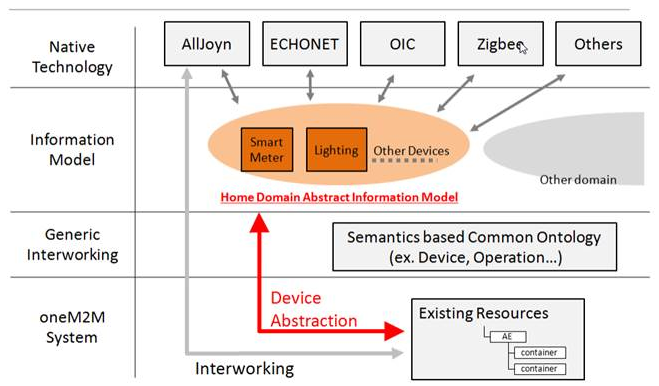 Native
Technology
AllJoyn
ECHONET
OIC
Zigbee
Others
Information
Model
Smart
Meter
Lighting
Other Devices
Other domain
Home Domain Abstract Information Model
Generic
Interworking
Semantics based Common Ontology
(ex. Device, Operation...)
oneM2M
System
Device
Abstraction
Interworking
Existing Resources
AE
container
container